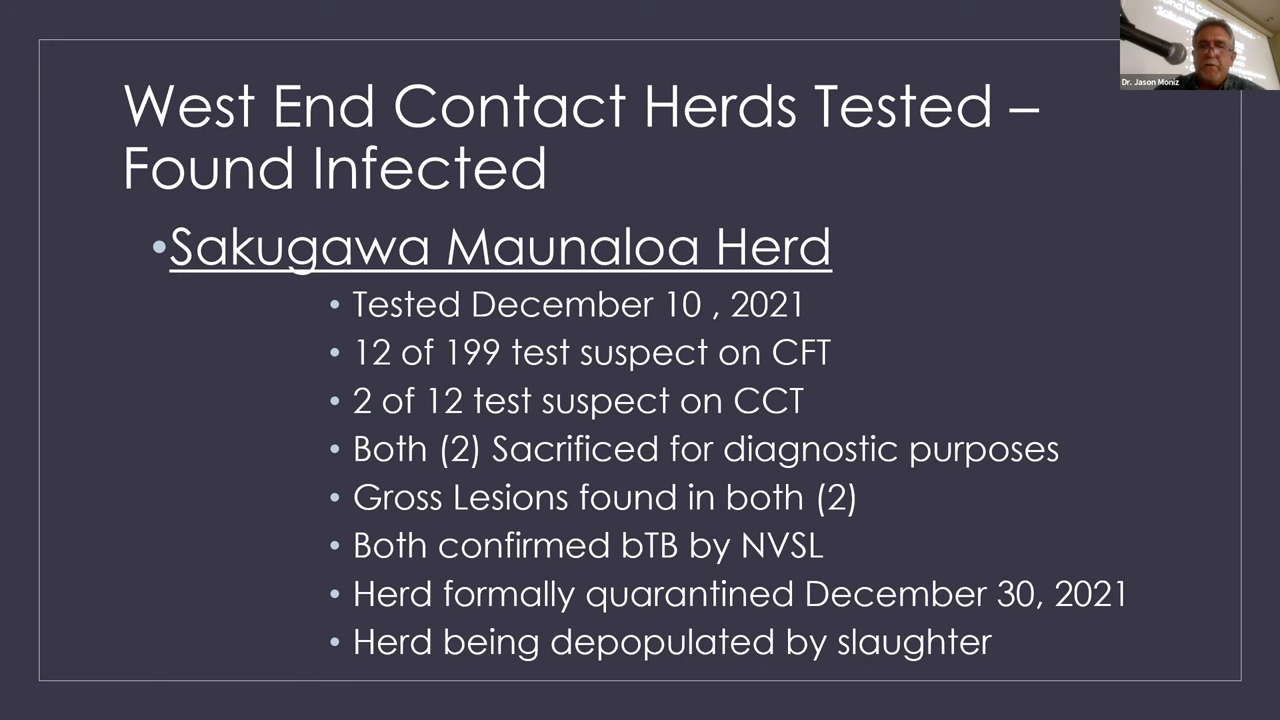 West End Contact Herds Tested –
Found Infected
•Sakugawa Maunaloa Herd
• Tested December 10 , 2021
• 12 of 199 test suspect on CFT
• 2 of 12 test suspect on CCT
• Both (2) Sacrificed for diagnostic purposes
• Gross Lesions found in both (2)
• Both confirmed bTB by NVSL
• Herd formally quarantined December 30, 2021
• Herd being depopulated by slaughter
Dr. Jason Moniz